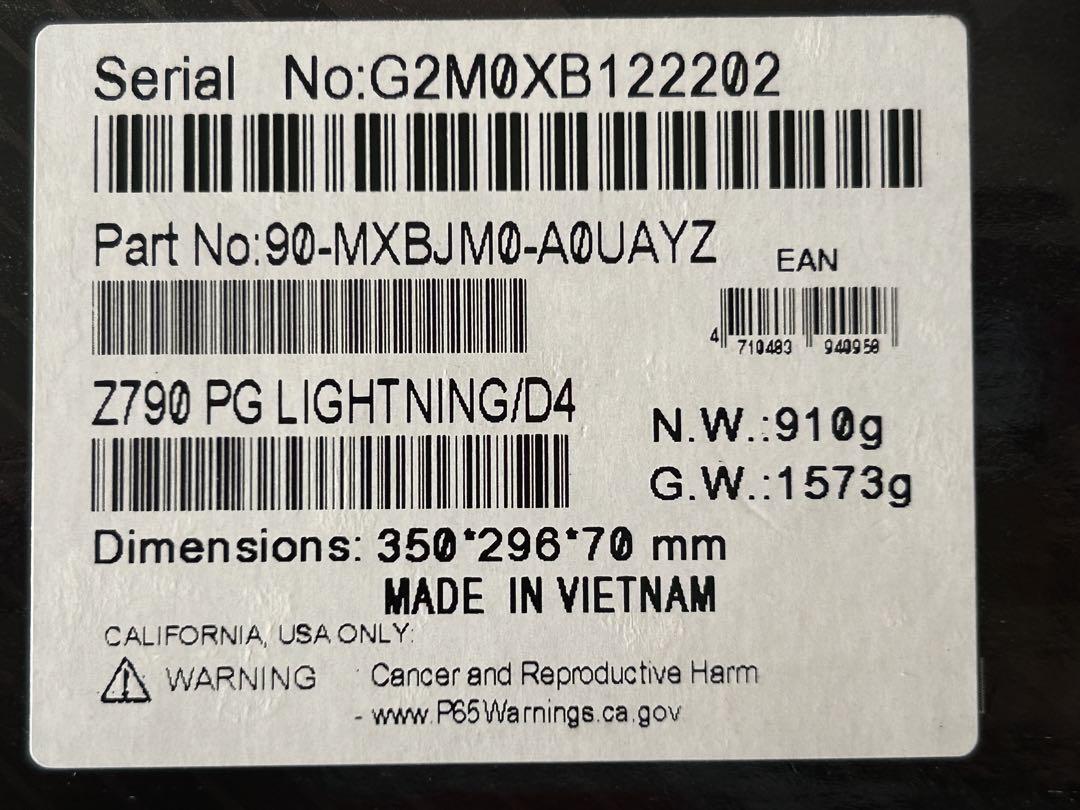 Serial No:G2M0XB122202
Part No:90-MXBJM0-A0UAYZ
EAN
4 710483 940958
Z790 PG LIGHTNING/D4
N.W.:910g
G.W.:1573g
Dimensions: 350*296*70 mm
MADE IN VIETNAM
CALIFORNIA, USA ONLY:
WARNING Cancer and Reproductive Harm
- www.P65Warnings.ca.gov